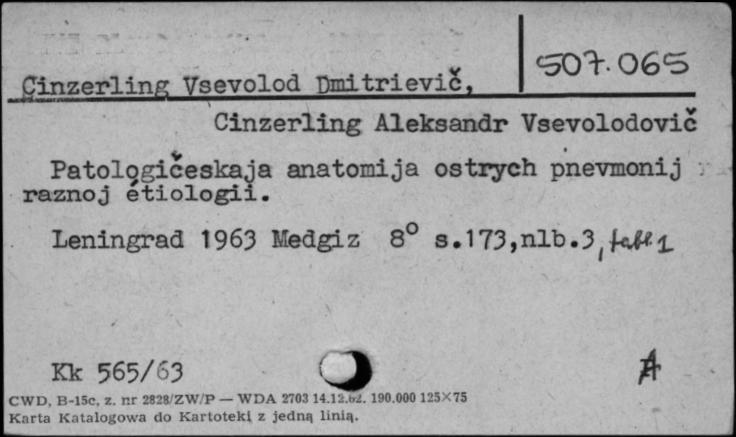 507.065
Cinzerling Vsevolod Dmitrievič,
Cinzerling Aleksandr Vsevolodovič
Patologičeskaja anatomija ostrych pnevmonij
raznoj étiologii.
Leningrad 1963 Medgiz 8° s.173,nlb.3, tabl.1
Kk 565/63
A
CWD, B-15c, z. nr 2828/ZW/P — WDA 2703 14.12.62. 190.000 125×75
Karta Katalogowa do Kartoteki z jedną linią.